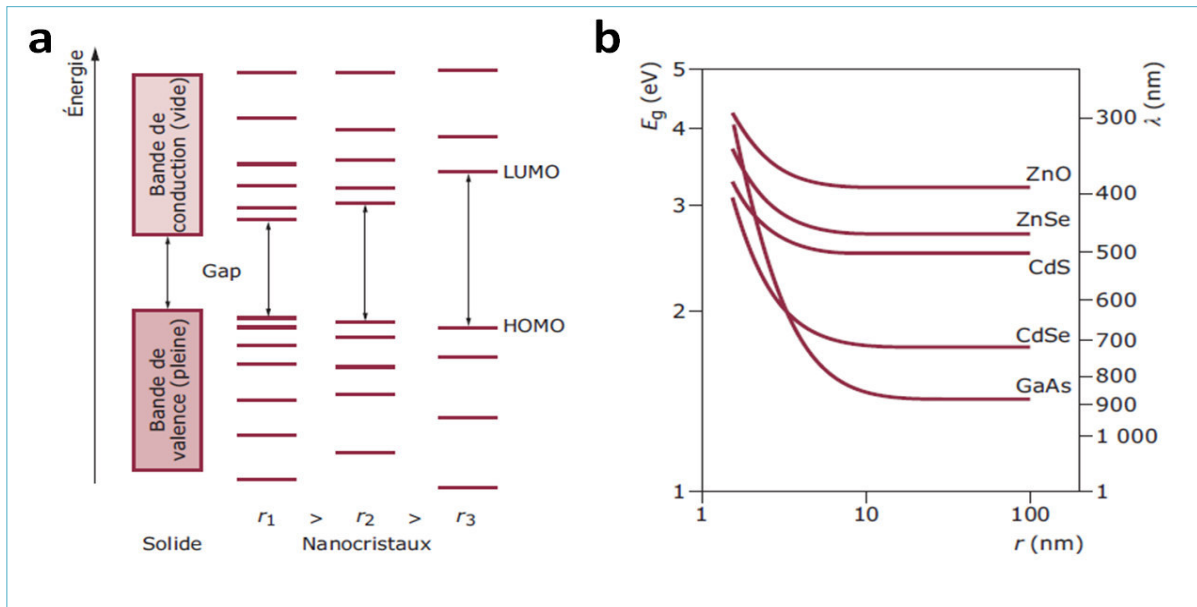 a
Énergie
Bande de
conduction (vide)
Bande de
valence (pleine)
Gap
LUMO
HOMO
r1 > r2 > r3
Solide Nanocristaux
b
Eg (eV)
5
4
3
2
1
λ (nm)
300
400
500
600
700
800
900
1 000
1
ZnO
ZnSe
CdS
CdSe
GaAs
1 10 100
r (nm)